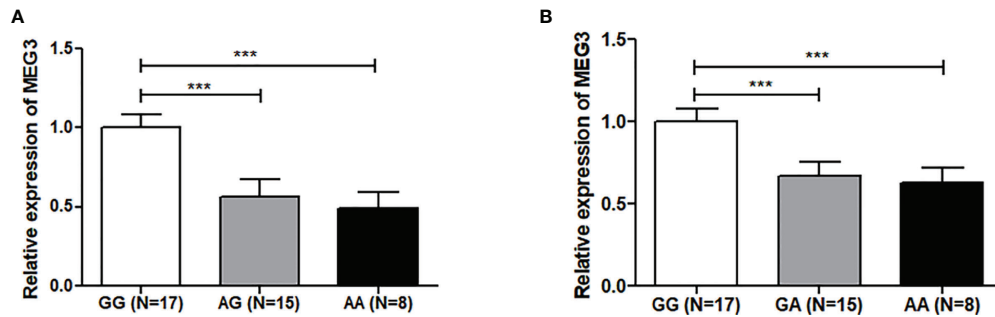 A
Relative expression of MEG3
1.5
1.0
0.5
0.0
***
***
GG (N=17) AG (N=15) AA (N=8)
B
Relative expression of MEG3
1.5
1.0
0.5
0.0
***
***
GG (N=17) GA (N=15) AA (N=8)